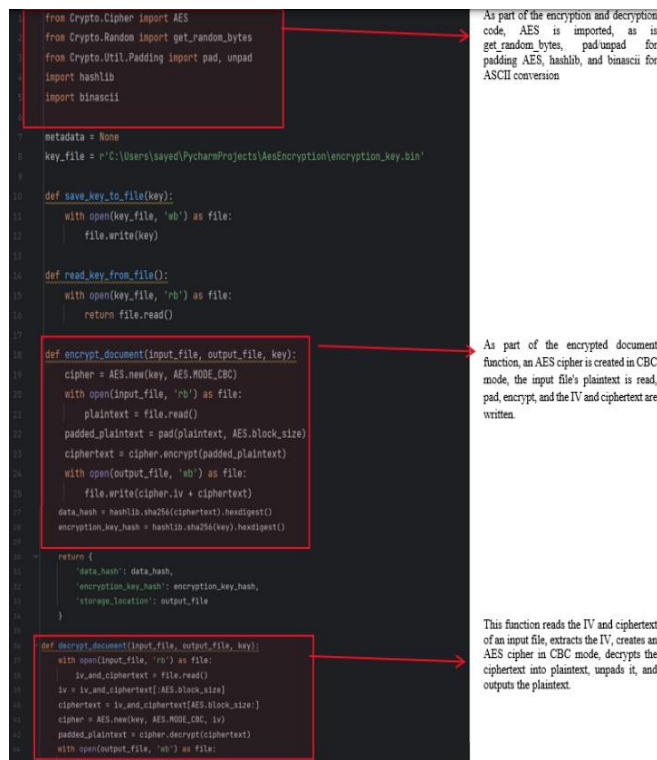 from Crypto.Cipher import AES
from Crypto.Random import get_random_bytes
from Crypto.Util.Padding import pad, unpad
import hashlib
import binascii
metadata = None
key_file = r'C:\Users\sayed\PycharmProjects\AesEncryption\encryption_key.bin'
def save_key_to_file(key):
with open(key_file, 'wb') as file:
file.write(key)
def read_key_from_file():
with open(key_file, 'rb') as file:
return file.read()
def encrypt_document(input_file, output_file, key):
cipher = AES.new(key, AES.MODE_CBC)
with open(input_file, 'rb') as file:
plaintext = file.read()
padded_plaintext = pad(plaintext, AES.block_size)
ciphertext = cipher.encrypt(padded_plaintext)
with open(output_file, 'wb') as file:
file.write(cipher.iv + ciphertext)
data_hash = hashlib.sha256(ciphertext).hexdigest()
encryption_key_hash = hashlib.sha256(key).hexdigest()
return {
'data_hash': data_hash,
'encryption_key_hash': encryption_key_hash,
'storage_location': output_file
}
def decrypt_document(input_file, output_file, key):
with open(input_file, 'rb') as file:
iv_and_ciphertext = file.read()
iv = iv_and_ciphertext[:AES.block_size]
ciphertext = iv_and_ciphertext[AES.block_size:]
cipher = AES.new(key, AES.MODE_CBC, iv)
padded_plaintext = cipher.decrypt(ciphertext)
with open(output_file, 'wb') as file:
As part of the encryption and decryption
code, AES is imported, as is
get_random_bytes, pad/unpad for
padding AES, hashlib, and binascii for
ASCII conversion
As part of the encrypted document
function, an AES cipher is created in CBC
mode, the input file's plaintext is read,
pad, encrypt, and the IV and ciphertext are
written.
This function reads the IV and ciphertext
of an input file, extracts the IV, creates an
AES cipher in CBC mode, decrypts the
ciphertext into plaintext, unpads it, and
outputs the plaintext.